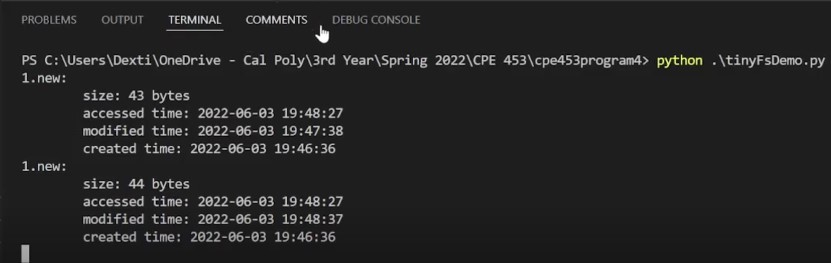 PROBLEMS OUTPUT TERMINAL COMMENTS DEBUG CONSOLE
PS C:\Users\Dexti\OneDrive - Cal Poly\3rd Year\Spring 2022\CPE 453\cpe453program4> python .\tinyFsDemo.py
1.new:
size: 43 bytes
accessed time: 2022-06-03 19:48:27
modified time: 2022-06-03 19:47:38
created time: 2022-06-03 19:46:36
1.new:
size: 44 bytes
accessed time: 2022-06-03 19:48:27
modified time: 2022-06-03 19:48:37
created time: 2022-06-03 19:46:36